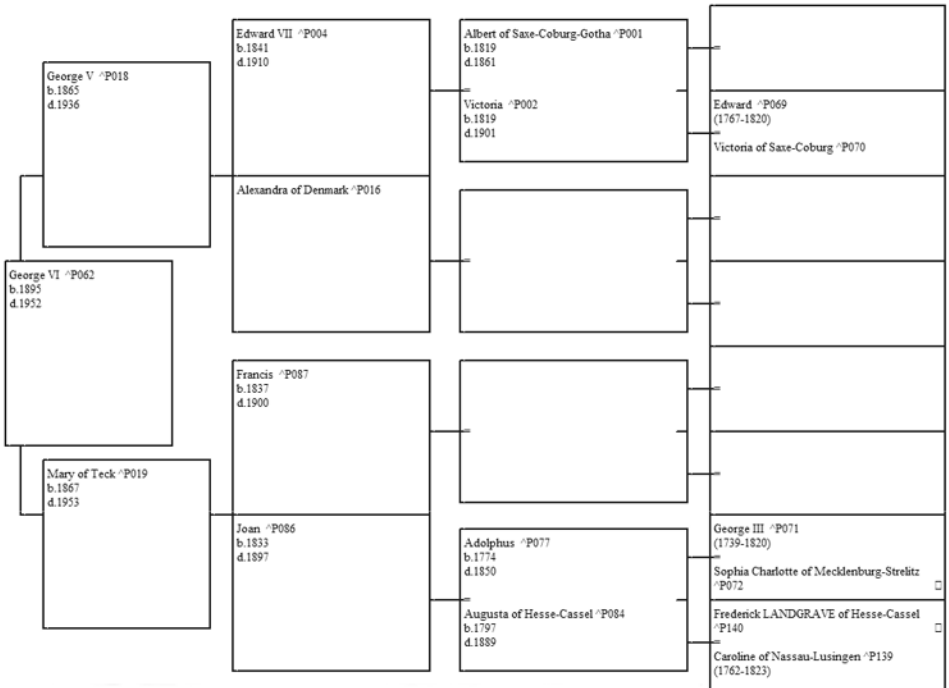 George VI ^P062
b.1895
d.1952
George V ^P018
b.1865
d.1936
Mary of Teck ^P019
b.1867
d.1953
Edward VII ^P004
b.1841
d.1910
Alexandra of Denmark ^P016
Francis ^P087
b.1837
d.1900
Joan ^P086
b.1833
d.1897
Albert of Saxe-Coburg-Gotha ^P001
b.1819
d.1861
Victoria ^P002
b.1819
d.1901
Adolphus ^P077
b.1774
d.1850
Augusta of Hesse-Cassel ^P084
b.1797
d.1889
Edward ^P069
(1767-1820)
Victoria of Saxe-Coburg ^P070
George III ^P071
(1739-1820)
Sophia Charlotte of Mecklenburg-Strelitz
^P072
Frederick LANDGRAVE of Hesse-Cassel
^P140
Caroline of Nassau-Lusingen ^P139
(1762-1823)